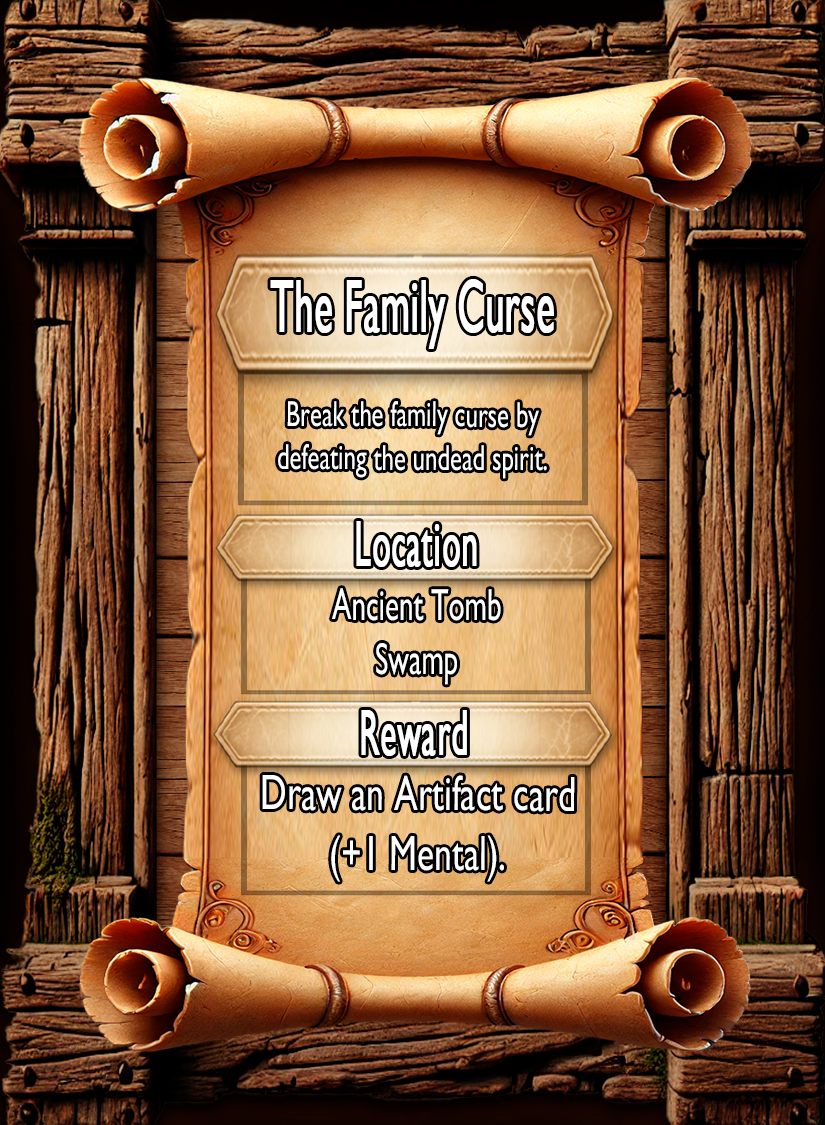 The Family Curse
Break the family curse by
defeating the undead spirit.
Location
Ancient Tomb
Swamp
Reward
Draw an Artifact card
(+1 Mental).